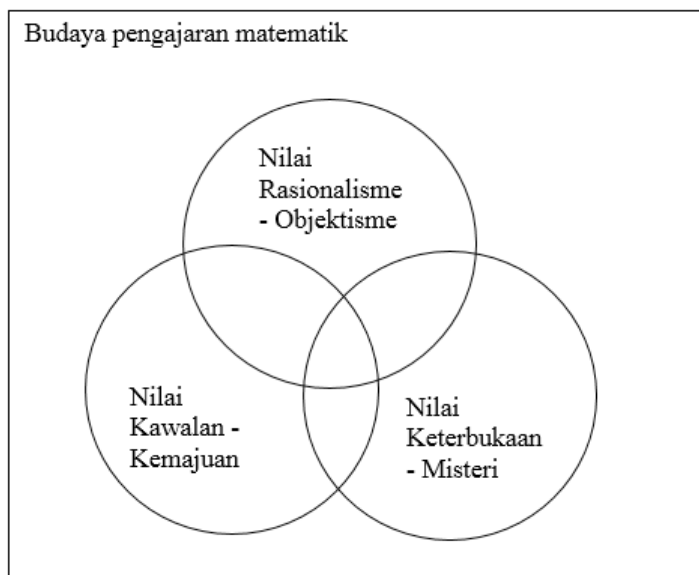 Budaya pengajaran matematik
Nilai
Rasionalisme
- Objektisme
Nilai
Kawalan -
Kemajuan
Nilai
Keterbukaan
- Misteri